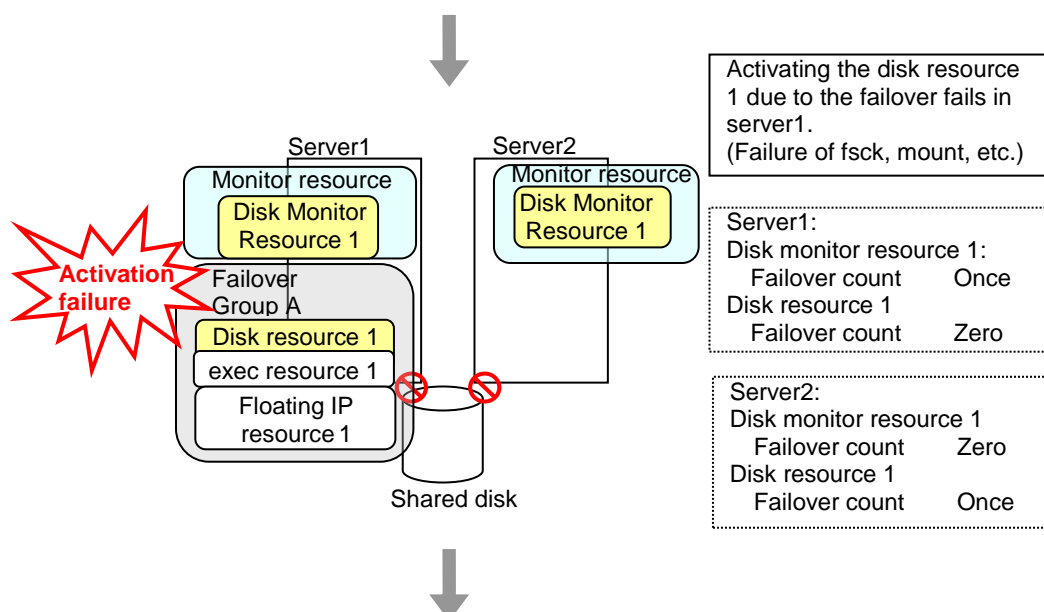 Activating the disk resource
1 due to the failover fails in
server1.
(Failure of fsck, mount, etc.)
Server1
Monitor resource
Disk Monitor
Resource 1
Activation
failure
Failover
Group A
Disk resource 1
exec resource 1
Floating IP
resource 1
Server2
Monitor resource
Disk Monitor
Resource 1
Shared disk
Server1:
Disk monitor resource 1:
Failover count Once
Disk resource 1
Failover count Zero
Server2:
Disk monitor resource 1
Failover count Zero
Disk resource 1
Failover count Once